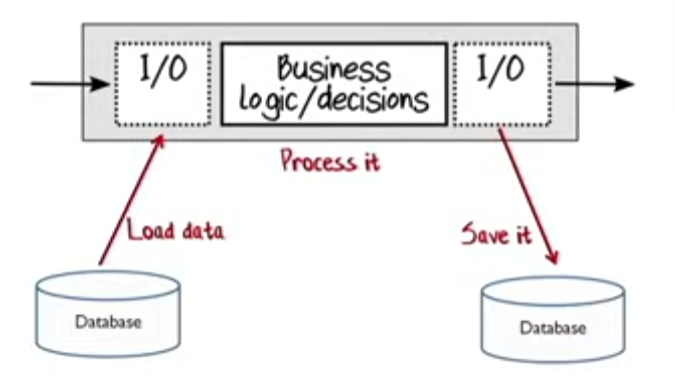 I/O
Business
logic/decisions
I/O
Process it
Load data
Save it
Database
Database